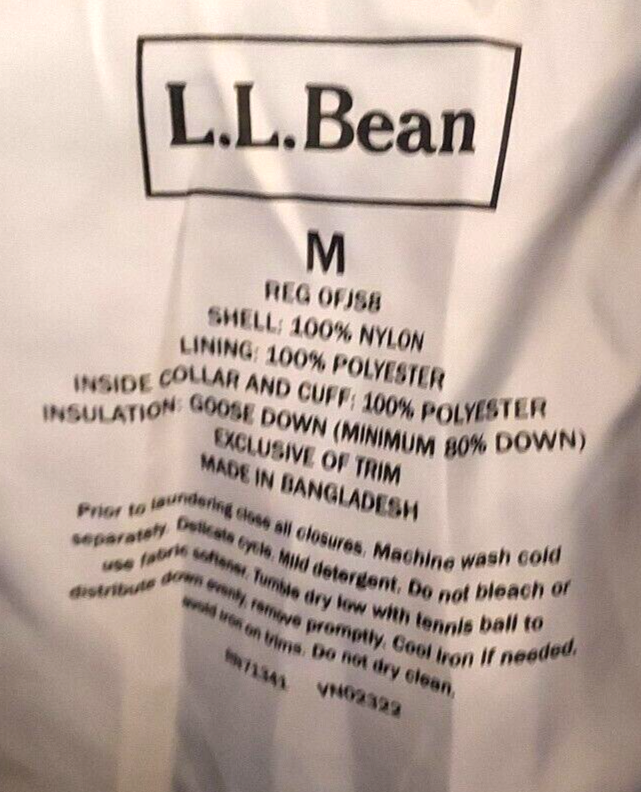 L.L.Bean
M
REG OFJS8
SHELL: 100% NYLON
LINING: 100% POLYESTER
INSIDE COLLAR AND CUFF: 100% POLYESTER
INSULATION: GOOSE DOWN (MINIMUM 80% DOWN)
EXCLUSIVE OF TRIM
MADE IN BANGLADESH
Prior to laundering close all closures. Machine wash cold
separately. Delicate cycle. Mild detergent. Do not bleach or
use fabric softener. Tumble dry low with tennis ball to
distribute down evenly, remove promptly. Cool iron if needed,
avoid iron on trims. Do not dry clean.
RN71341 VN02322